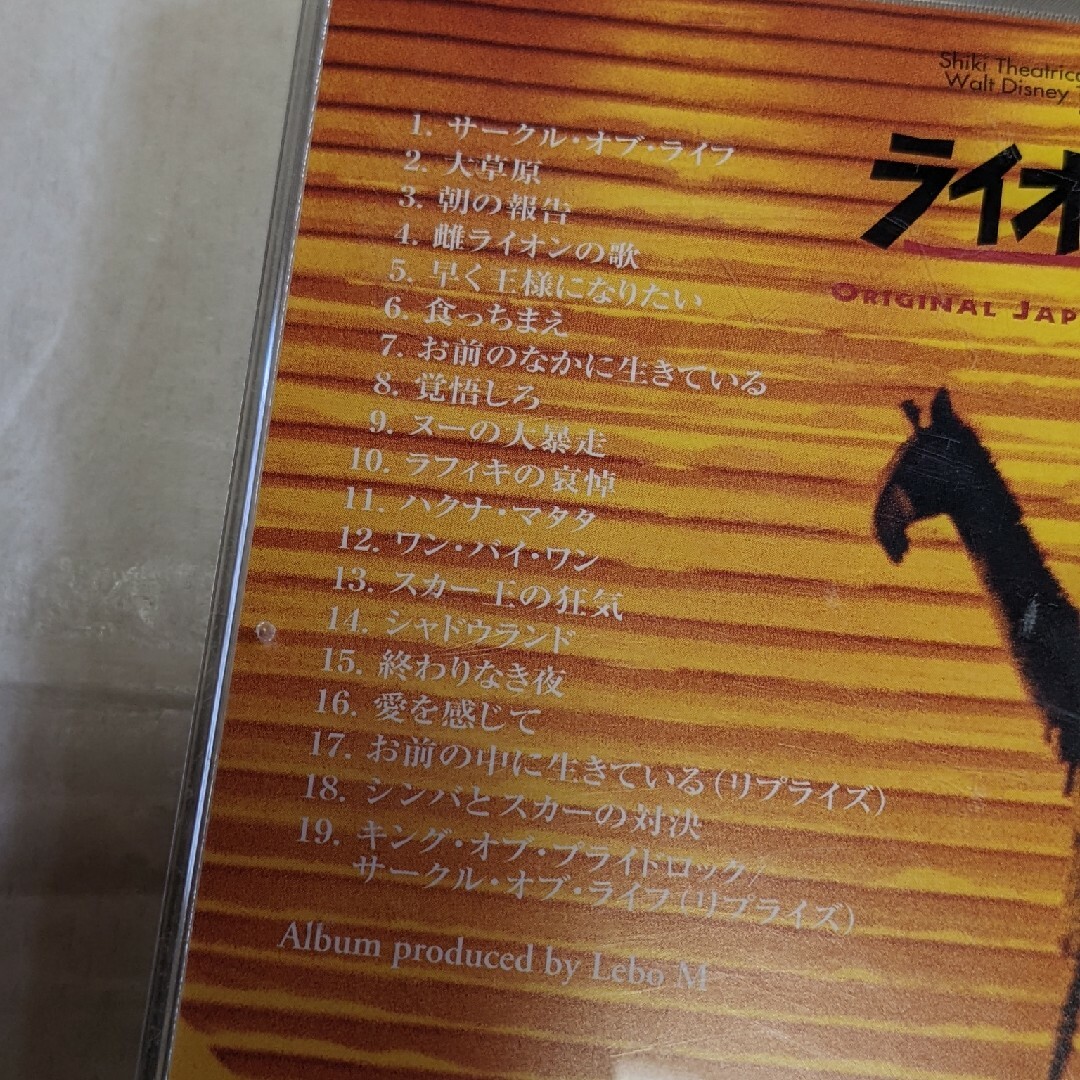 Shiki Theatrica
Walt Disney
ライオ
ORIGINAL JAP
1. サークル・オブ・ライフ
2. 大草原
3. 朝の報告
4. 雌ライオンの歌
5. 早く王様になりたい
6. 食っちまえ
7. お前のなかに生きている
8. 覚悟しろ
9. ヌーの大暴走
10. ラフィキの哀悼
11. ハクナ・マタタ
12. ワン・バイ・ワン
13. スカー王の狂気
14. シャドウランド
15. 終わりなき夜
16. 愛を感じて
17. お前の中に生きている(リプライズ)
18. シンバとスカーの対決
19. キング・オブ・プライドロック/
サークル・オブ・ライフ(リプライズ)
Album produced by Lebo M